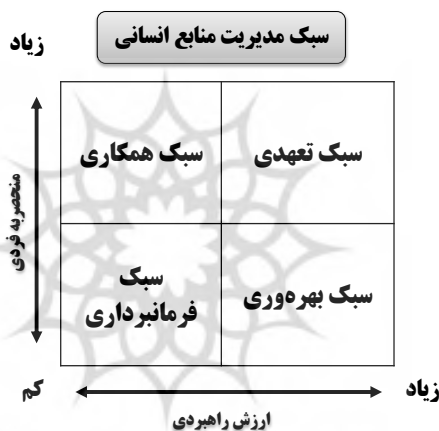 سبک مدیریت منابع انسانی
زیاد
سبک تعهدی
سبک همکاری
منحصربه فردی
سبک بهره‌وری
سبک
فرمانبرداری
زیاد
کم
ارزش راهبردی